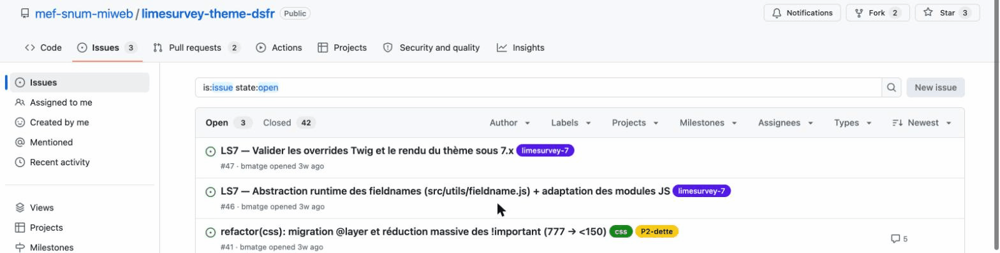 mef-snum-miweb / limesurvey-theme-dsfr Public
Notifications Fork 2 Star 3
Code Issues 3 Pull requests 2 Actions Projects Security and quality Insights
Issues
Assigned to me
Created by me
Mentioned
Recent activity
Views
Projects
Milestones
is:issue state:open New issue
Open 3 Closed 42 Author Labels Projects Milestones Assignees Types Newest
LS7 — Valider les overrides Twig et le rendu du thème sous 7.x limesurvey-7
#47 · bmatge opened 3w ago
LS7 — Abstraction runtime des fieldnames (src/utils/fieldname.js) + adaptation des modules JS limesurvey-7
#46 · bmatge opened 3w ago
refactor(css): migration @layer et réduction massive des !important (777 → <150) css P2-dette
#41 · bmatge opened 3w ago 5